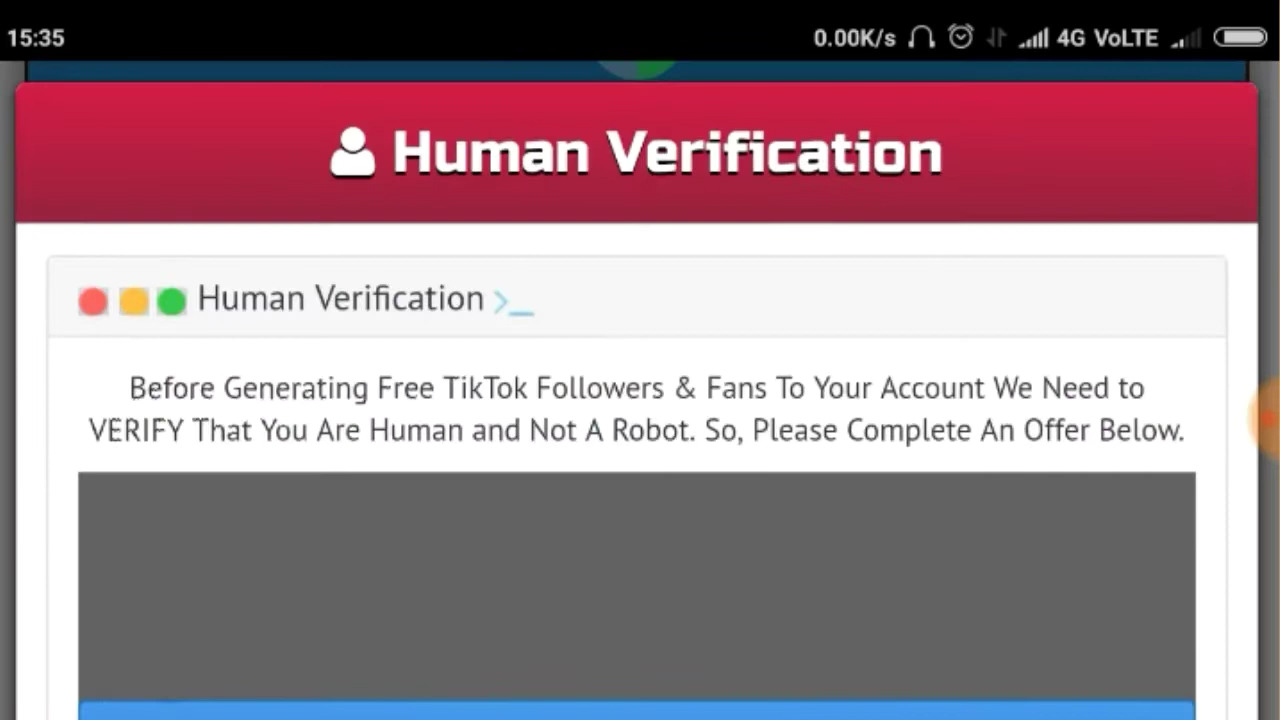 15:35 0.00K/s 4G VoLTE
Human Verification
Human Verification >_
Before Generating Free TikTok Followers & Fans To Your Account We Need to
VERIFY That You Are Human and Not A Robot. So, Please Complete An Offer Below.